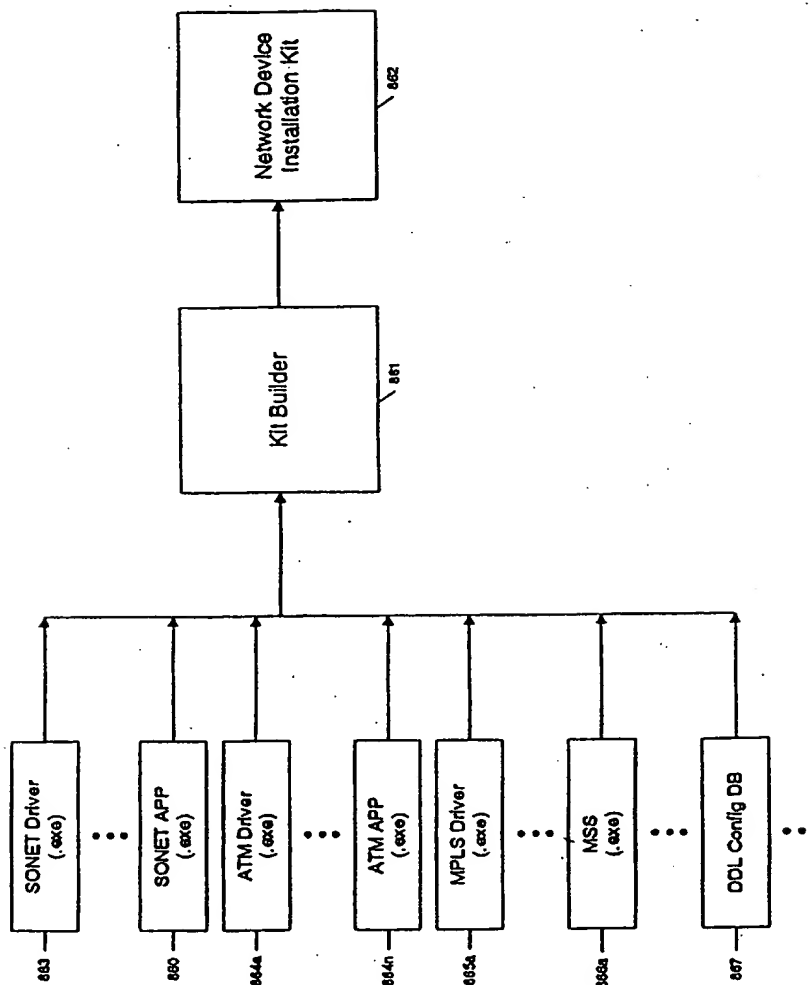 863
SONET Driver
(.exe)
860
SONET APP
(.exe)
864a
ATM Driver
(.exe)
864n
ATM APP
(.exe)
865a
MPLS Driver
(.exe)
866a
MSS
(.exe)
867
DDL Config DB
Kit Builder
861
Network Device
Installation Kit
862